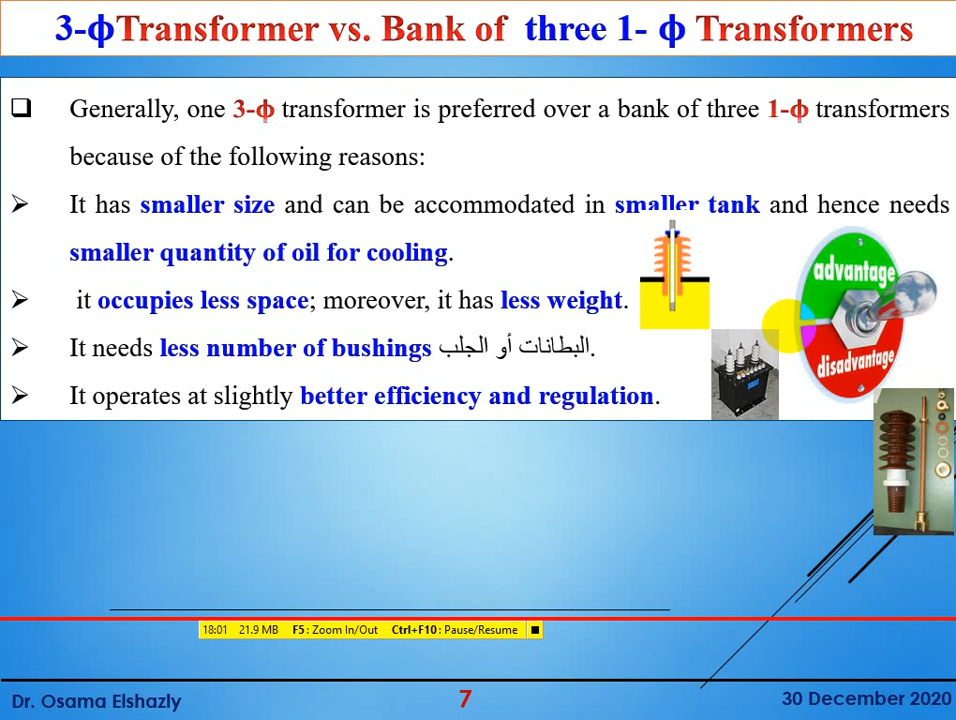 3-ϕTransformer vs. Bank of three 1- ϕ Transformers
Generally, one 3-ϕ transformer is preferred over a bank of three 1-ϕ transformers
because of the following reasons:
It has smaller size and can be accommodated in smaller tank and hence needs
smaller quantity of oil for cooling.
it occupies less space; moreover, it has less weight.
It needs less number of bushings البطانات أو الجلب.
It operates at slightly better efficiency and regulation.
advantage
disadvantage
18:01 21.9 MB F5: Zoom In/Out Ctrl+F10: Pause/Resume
Dr. Osama Elshazly 7 30 December 2020